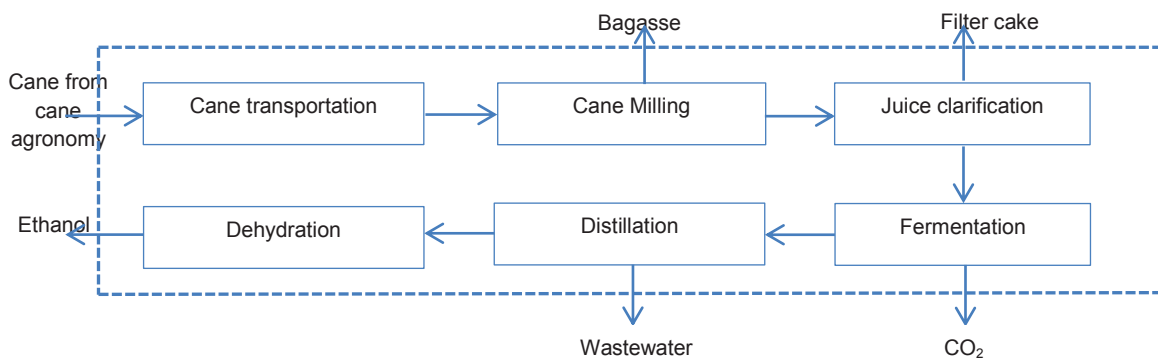 Bagasse
Filter cake
Cane from
cane
agronomy
Cane transportation
Cane Milling
Juice clarification
Ethanol
Dehydration
Distillation
Fermentation
Wastewater
CO₂